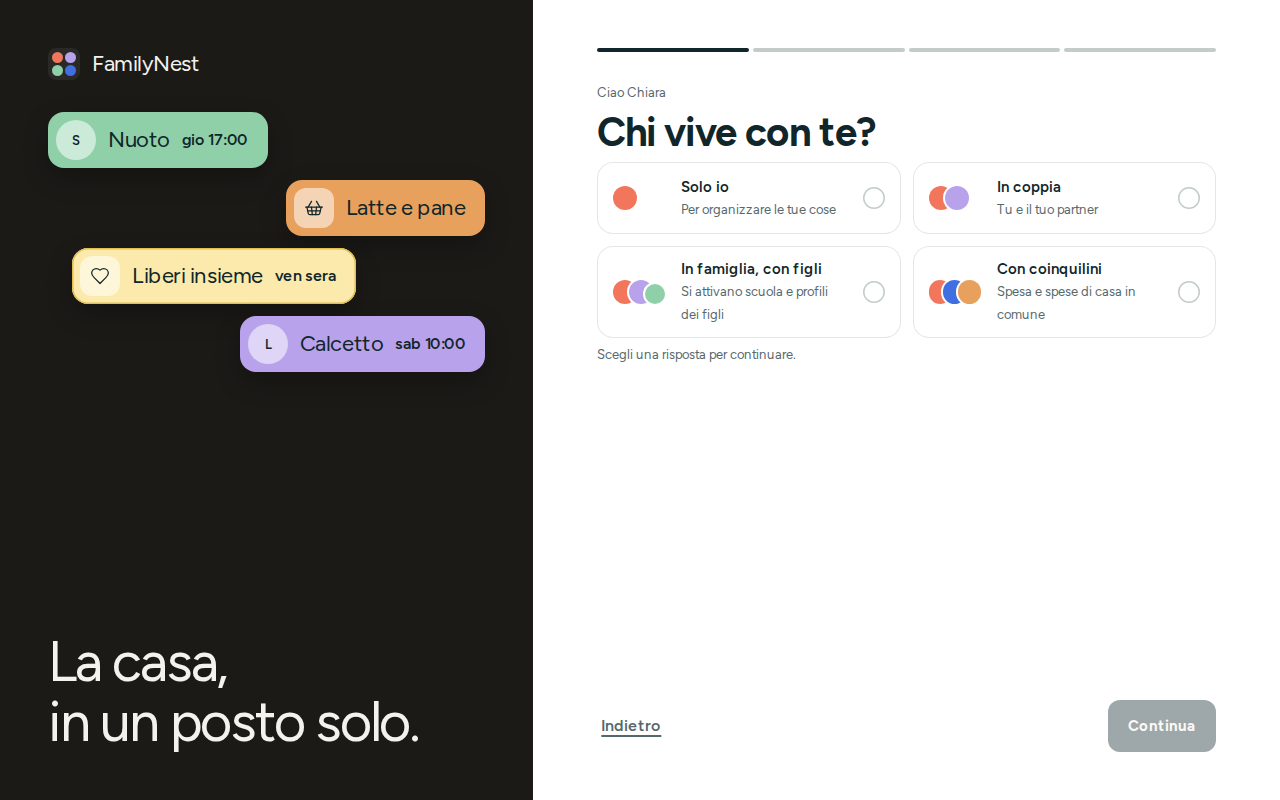 FamilyNest
S Nuoto gio 17:00
Latte e pane
Liberi insieme ven sera
L Calcetto sab 10:00
La casa,
in un posto solo.
Ciao Chiara
Chi vive con te?
Solo io
Per organizzare le tue cose
In coppia
Tu e il tuo partner
In famiglia, con figli
Si attivano scuola e profili
dei figli
Con coinquilini
Spesa e spese di casa in
comune
Scegli una risposta per continuare.
Indietro
Continua